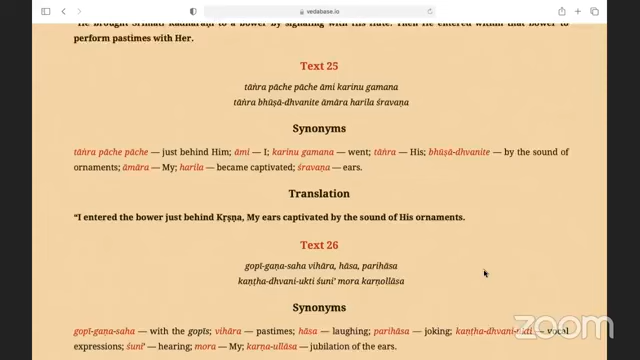 vedabase.io
"He brought Śrīmatī Rādhārāṇī to a bower by signaling with His flute. Then He entered within that bower to
perform pastimes with Her.
Text 25
tāṅra pāche pāche āmi karinu gamana
tāṅra bhūṣā-dhvanite āmāra harila śravaṇa
Synonyms
tāṅra pāche pāche — just behind Him; āmi — I; karinu gamana — went; tāṅra — His; bhūṣā-dhvanite — by the sound of
ornaments; āmāra — My; harila — became captivated; śravaṇa — ears.
Translation
"I entered the bower just behind Kṛṣṇa, My ears captivated by the sound of His ornaments.
Text 26
gopī-gaṇa-saha vihāra, hāsa, parihāsa
kaṇṭha-dhvani-ukti śuni' mora karṇollāsa
Synonyms
gopī-gaṇa-saha — with the gopīs; vihāra — pastimes; hāsa — laughing; parihāsa — joking; kaṇṭha-dhvani-ukti — vocal
expressions; śuni' — hearing; mora — My; karṇa-ullāsa — jubilation of the ears.
zoom